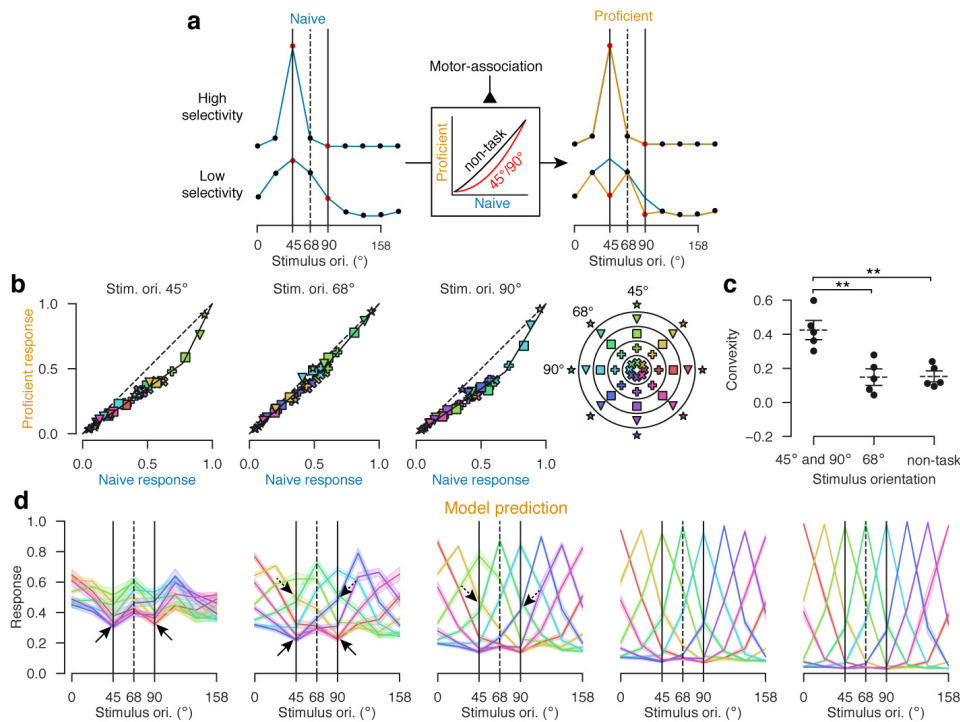 a
Naive
Proficient
Motor-association
High
selectivity
Low
selectivity
Proficient
non-task
45°/90°
Naive
0 45 68 90 158
Stimulus ori. (°)
0 45 68 90 158
Stimulus ori. (°)
b
Stim. ori. 45°
Stim. ori. 68°
Stim. ori. 90°
Proficient response
1.0
0.5
0.0
0.0 0.5 1.0
Naive response
0.0 0.5 1.0
Naive response
0.0 0.5 1.0
Naive response
45°
68°
90°
c
**
**
Convexity
0.6
0.4
0.2
0.0
−0.2
45° and 90° 68° non-task
Stimulus orientation
d
Model prediction
Response
1.0
0.8
0.6
0.4
0.2
0.0
0 45 68 90 158
Stimulus ori. (°)
0 45 68 90 158
Stimulus ori. (°)
0 45 68 90 158
Stimulus ori. (°)
0 45 68 90 158
Stimulus ori. (°)
0 45 68 90 158
Stimulus ori. (°)